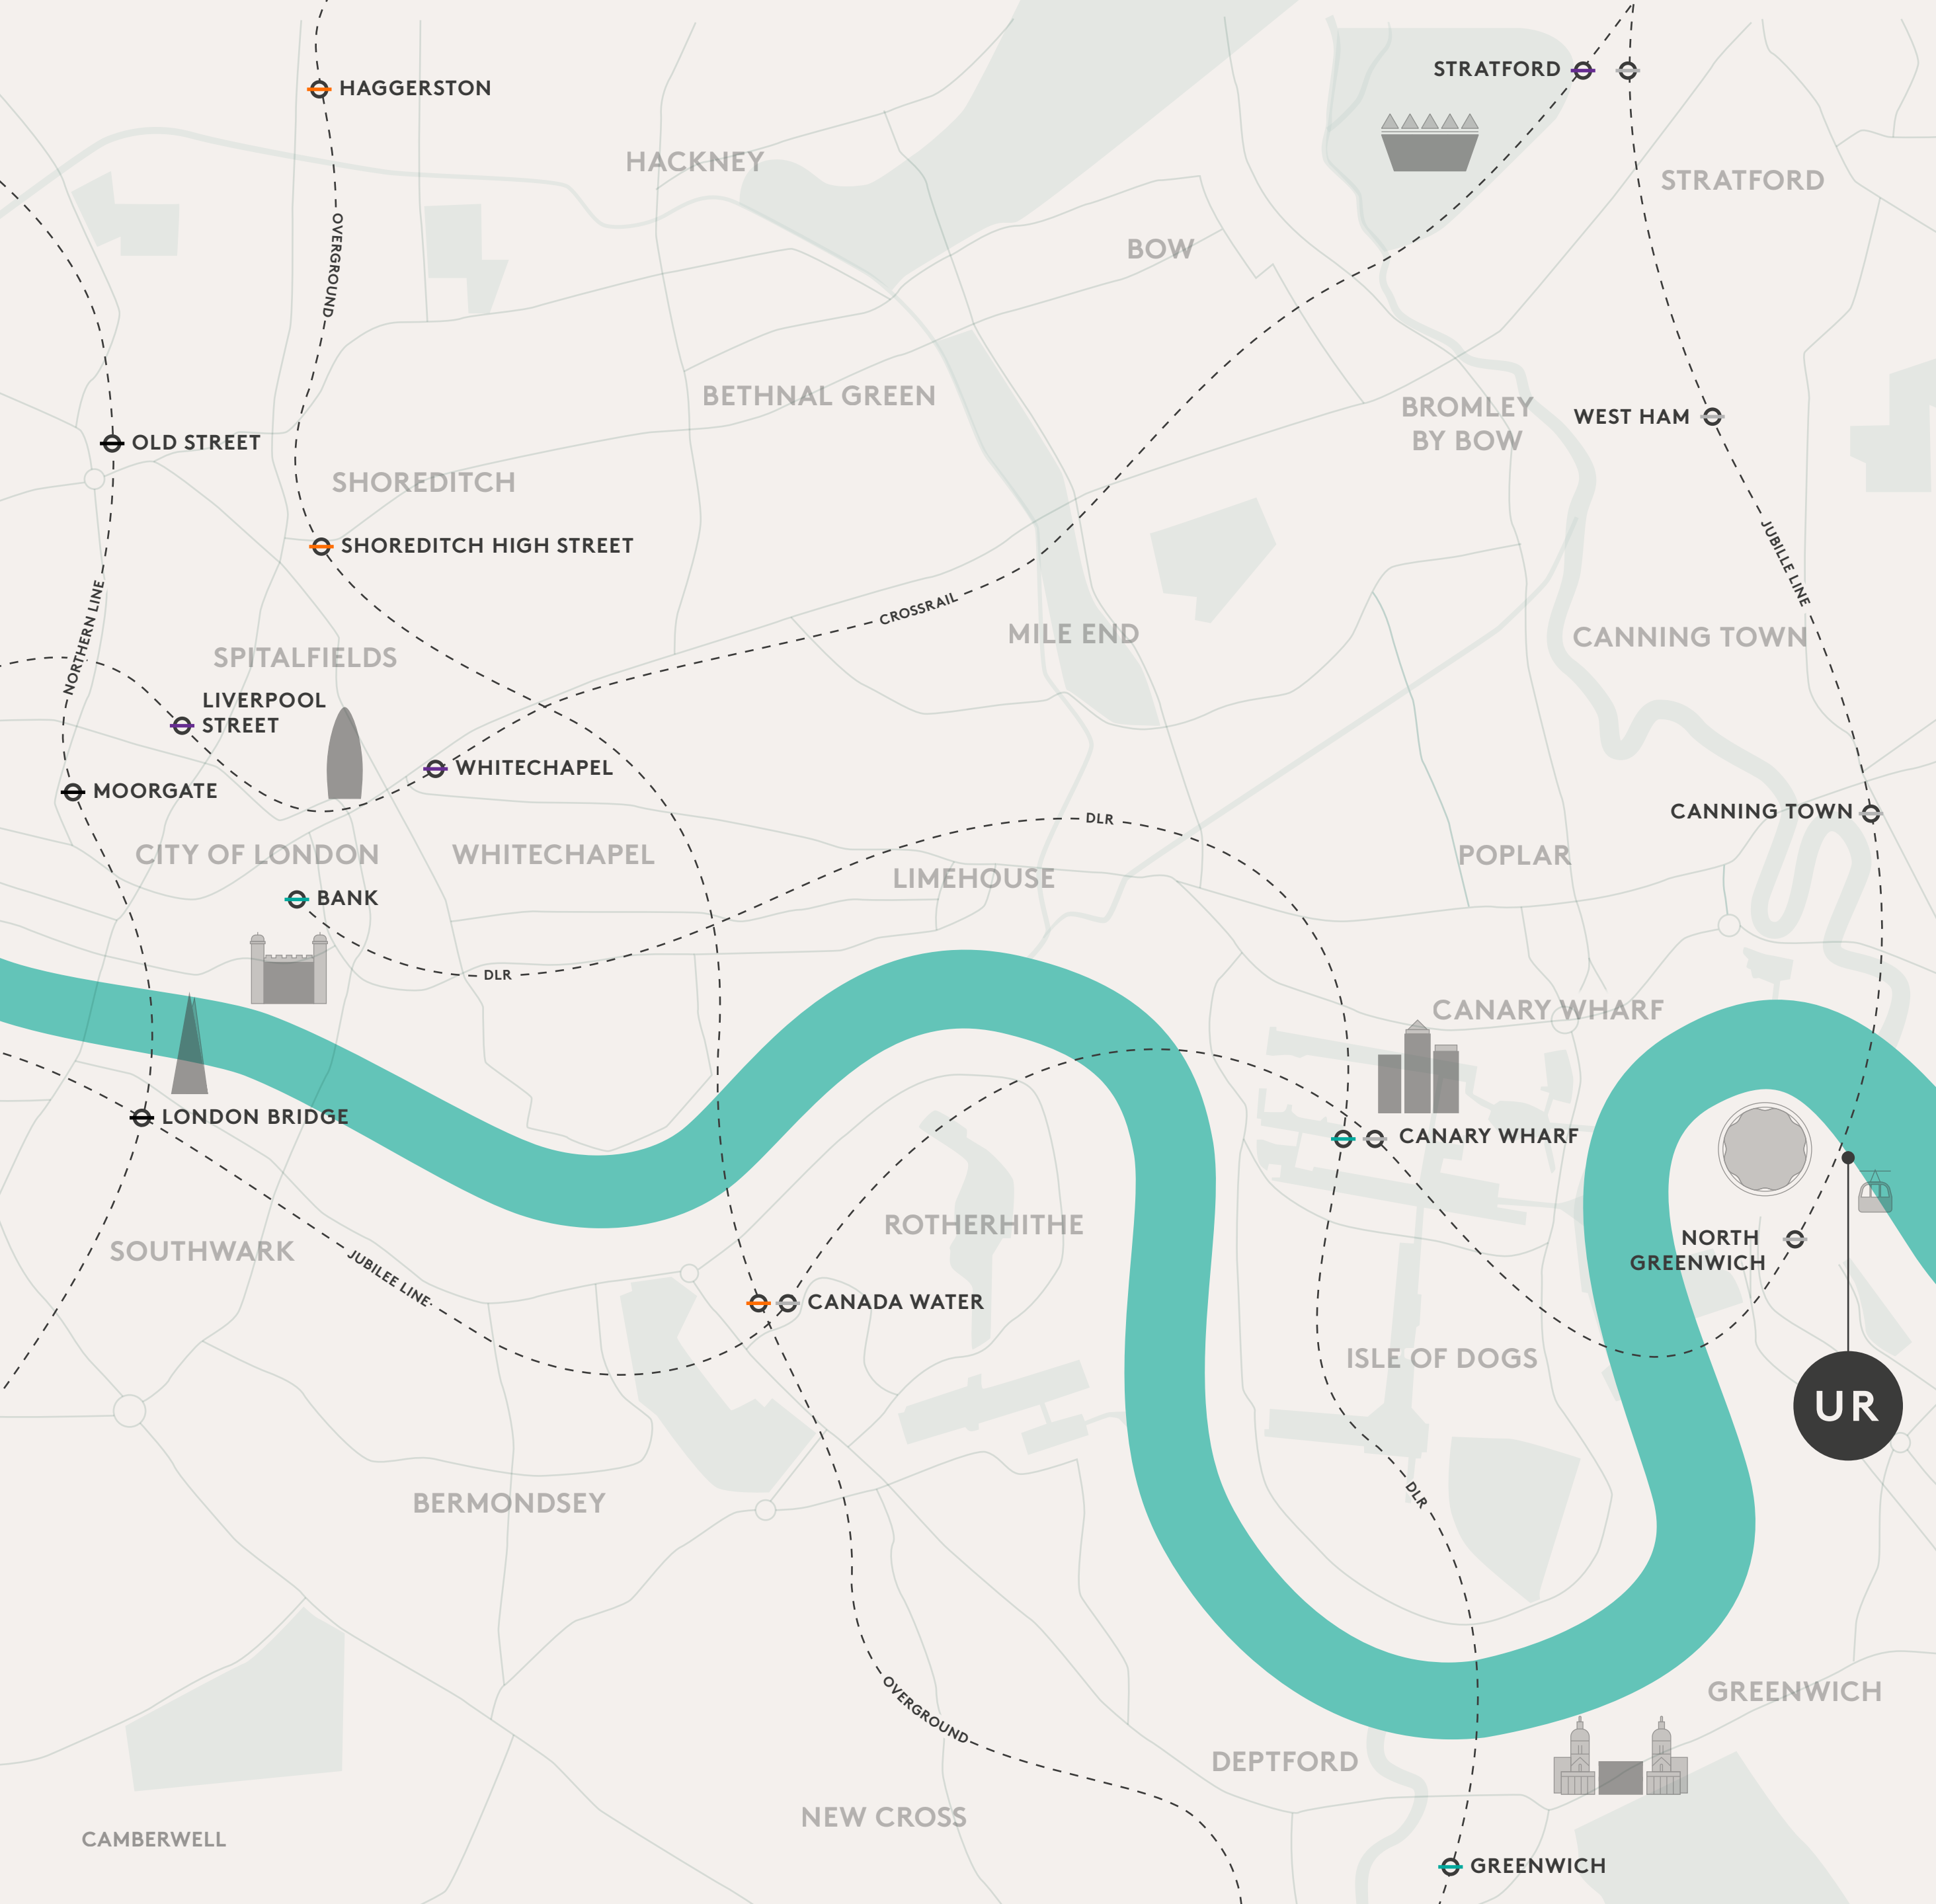 STRATFORD
HAGGERSTON
HACKNEY
STRATFORD
OVERGROUND
BOW
BETHNAL GREEN
BROMLEY
BY BOW
WEST HAM
OLD STREET
SHOREDITCH
SHOREDITCH HIGH STREET
JUBILLE LINE
NORTHERN LINE
CROSSRAIL
MILE END
CANNING TOWN
SPITALFIELDS
LIVERPOOL
STREET
WHITECHAPEL
MOORGATE
CANNING TOWN
DLR
CITY OF LONDON
WHITECHAPEL
POPLAR
LIMEHOUSE
BANK
DLR
CANARY WHARF
LONDON BRIDGE
CANARY WHARF
ROTHERHITHE
NORTH
GREENWICH
SOUTHWARK
JUBILEE LINE
CANADA WATER
ISLE OF DOGS
UR
BERMONDSEY
DLR
GREENWICH
OVERGROUND
DEPTFORD
NEW CROSS
CAMBERWELL
GREENWICH